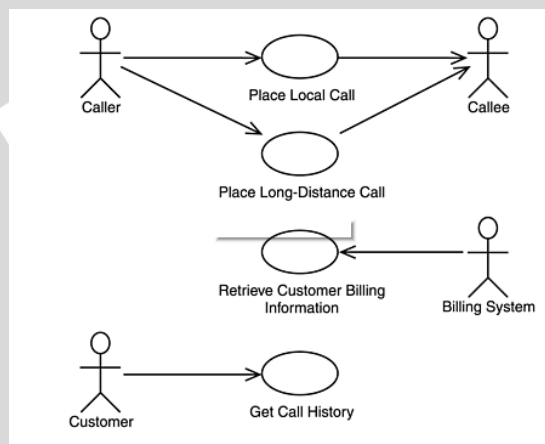 Caller
Place Local Call
Callee
Place Long-Distance Call
Retrieve Customer Billing
Information
Billing System
Customer
Get Call History